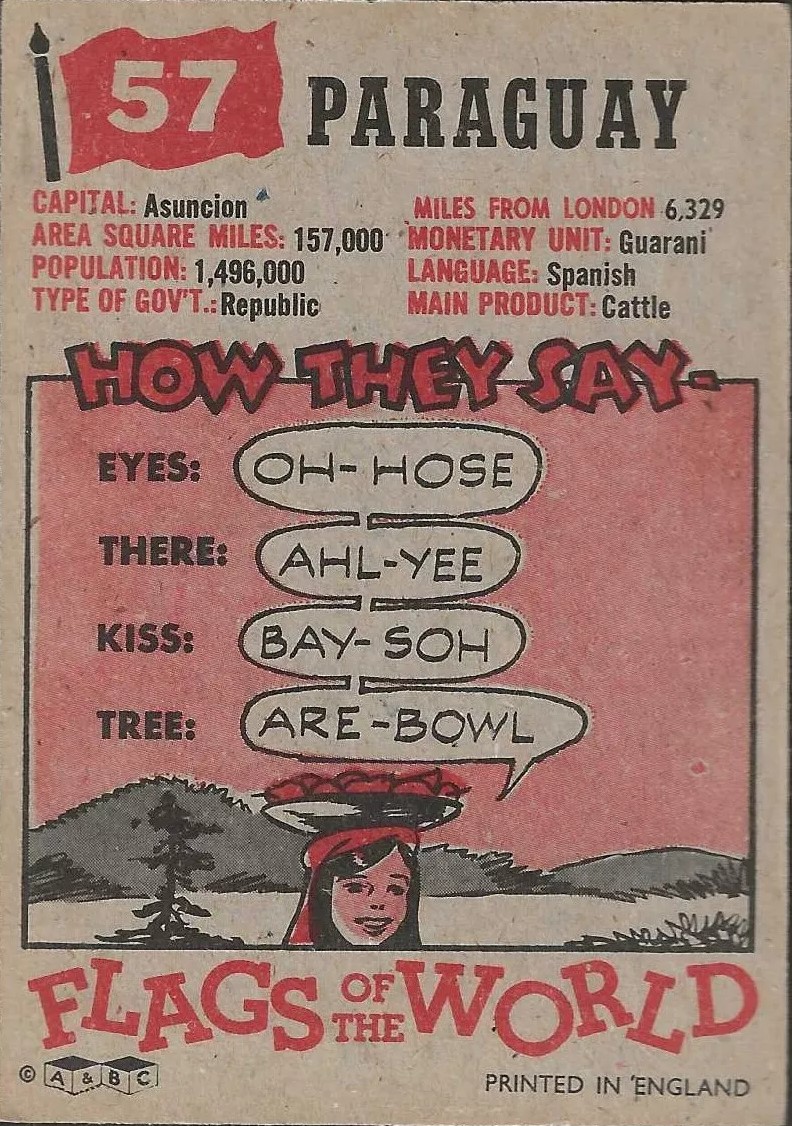 57 PARAGUAY
CAPITAL: Asuncion MILES FROM LONDON 6,329
AREA SQUARE MILES: 157,000 MONETARY UNIT: Guarani
POPULATION: 1,496,000 LANGUAGE: Spanish
TYPE OF GOV'T.: Republic MAIN PRODUCT: Cattle
HOW THEY SAY-
EYES: OH-HOSE
THERE: AHL-YEE
KISS: BAY-SOH
TREE: ARE-BOWL
FLAGS OF THE WORLD
© A & B C PRINTED IN ENGLAND